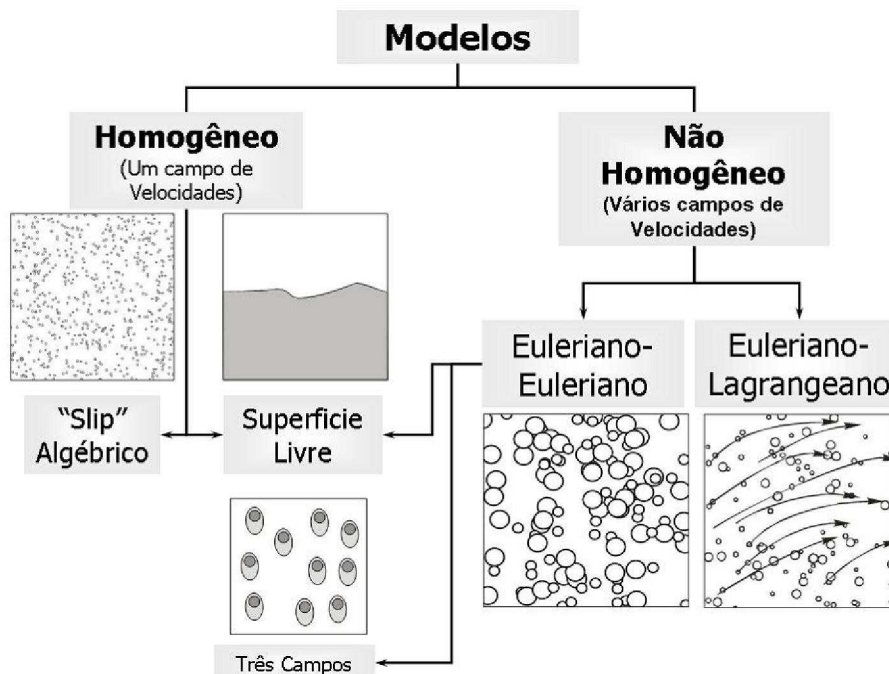 Modelos
Homogêneo
(Um campo de
Velocidades)
Não
Homogêneo
(Vários campos de
Velocidades)
"Slip"
Algébrico
Superficie
Livre
Euleriano-
Euleriano
Euleriano-
Lagrangeano
Três Campos